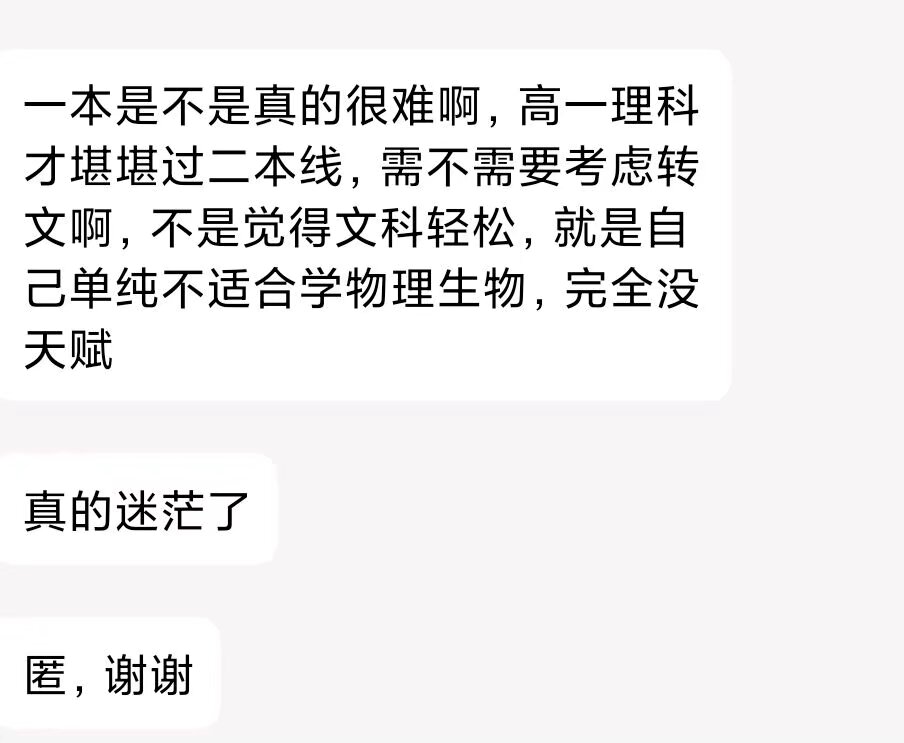 一本是不是真的很难啊，高一理科
才堪堪过二本线，需不需要考虑转
文啊，不是觉得文科轻松，就是自
己单纯不适合学物理生物，完全没
天赋
真的迷茫了
匿，谢谢